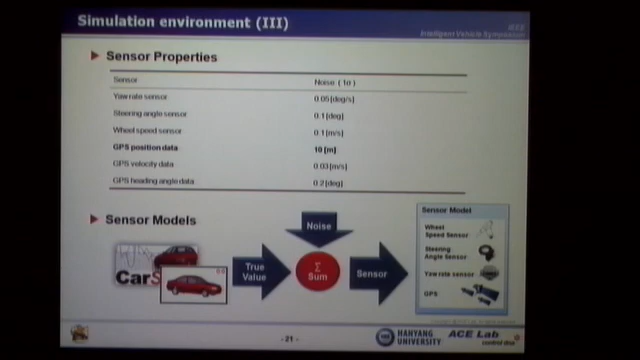 Simulation environment (III)
IEEE
Intelligent Vehicle Symposium
Sensor Properties
Sensor Noise (1σ)
Yaw rate sensor 0.05[deg/s]
Steering angle sensor 0.1[deg]
Wheel speed sensor 0.1[m/s]
GPS position data 10 [m]
GPS velocity data 0.03[m/s]
GPS heading angle data 0.2[deg]
Sensor Models
Noise
Sensor Model
Wheel
Speed Sensor
Steering
Angle Sensor
Yaw rate sensor
GPS
CarS
True
Value
Σ
Sum
Sensor
- 21 -
HANYANG
UNIVERSITY
ACE Lab